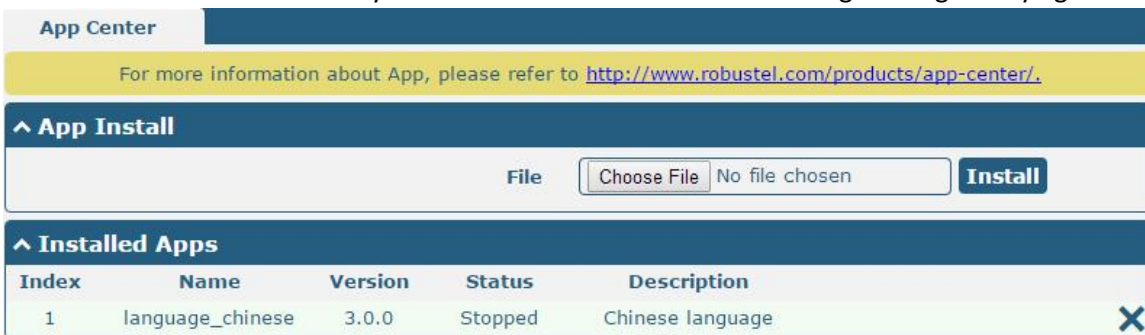 App Center
For more information about App, please refer to http://www.robustel.com/products/app-center/.
App Install
File Choose File No file chosen Install
Installed Apps
Index Name Version Status Description
1 language_chinese 3.0.0 Stopped Chinese language